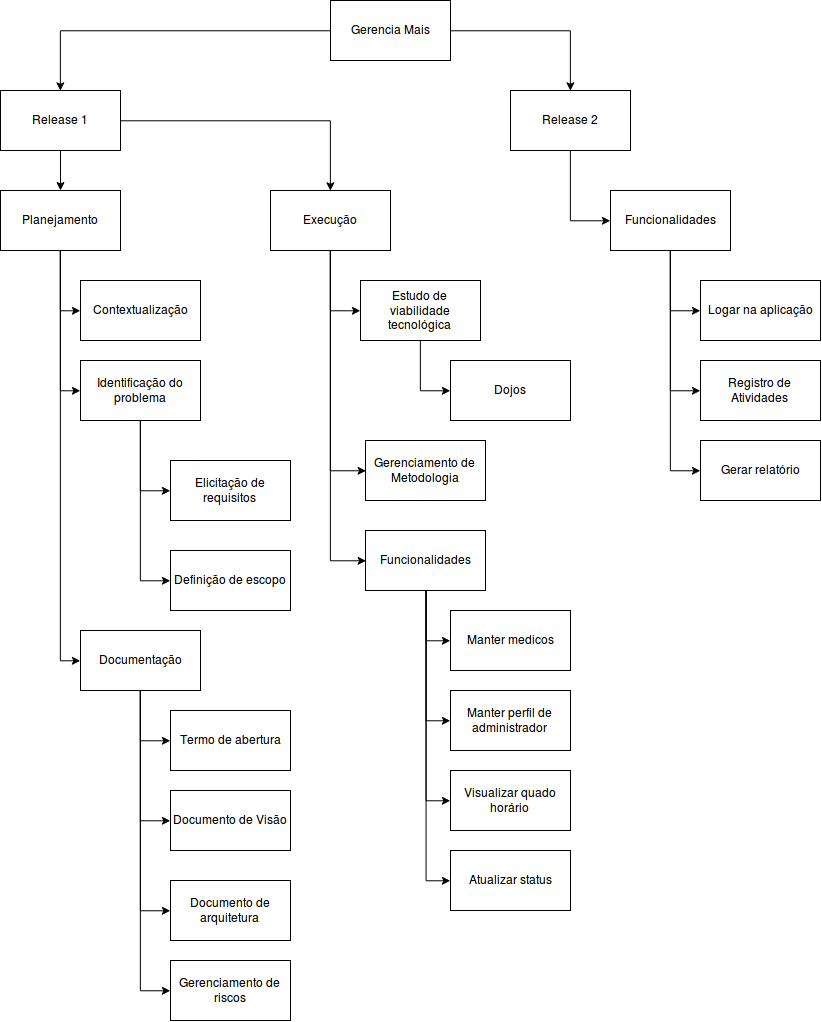 Gerencia Mais
Release 1
Release 2
Planejamento
Execução
Funcionalidades
Contextualização
Estudo de
viabilidade
tecnológica
Logar na aplicação
Identificação do
problema
Dojos
Registro de
Atividades
Elicitação de
requisitos
Gerenciamento de
Metodologia
Gerar relatório
Definição de escopo
Funcionalidades
Documentação
Manter medicos
Termo de abertura
Manter perfil de
administrador
Documento de Visão
Visualizar quado
horário
Documento de
arquitetura
Atualizar status
Gerenciamento de
riscos